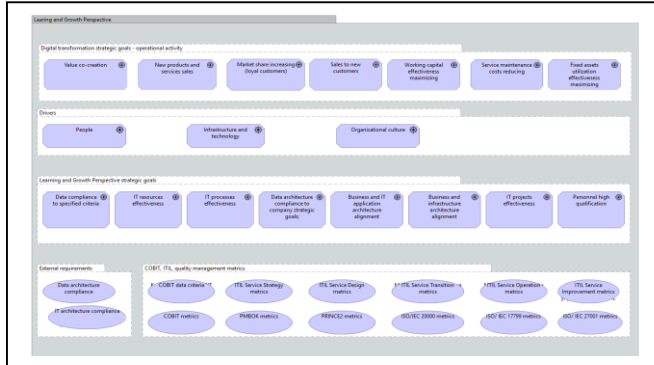 Leaning and Growth Perspective
Digital transformation strategic goals - operational activity
Value co-creation
New products and
services sales
Market share increasing
(loyal customers)
Sales to new
customers
Working capital
effectiveness
maximizing
Service maintenance
costs reducing
Fixed assets
utilization
effectiveness
maximizing
Drivers
People
Infrastructure and
technology
Organisational culture
Learning and Growth Perspective strategic goals
Data compliance
to specified criteria
IT resources
effectiveness
IT processes
effectiveness
Data architecture
compliance to
company strategic
goals;
Business and IT
application
architecture
alignment
Business and
infrastructure
architecture
alignment
IT projects
effectiveness
Personnel high
qualification
External requirements
Data architecture
compliance
IT architecture compliance
COBIT, ITIL, quality management metrics
COBIT data criteria
ITIL Service Strategy
metrics
ITIL Service Design
metrics
ITIL Service Transition
metrics
ITIL Service Operation
metrics
ITIL Service
Improvement metrics
COBIT metrics
PMBOK metrics
PRINCE2 metrics
ISO/IEC 20000 metrics
ISO/ IEC 17799 metrics
ISO/ IEC 27001 metrics